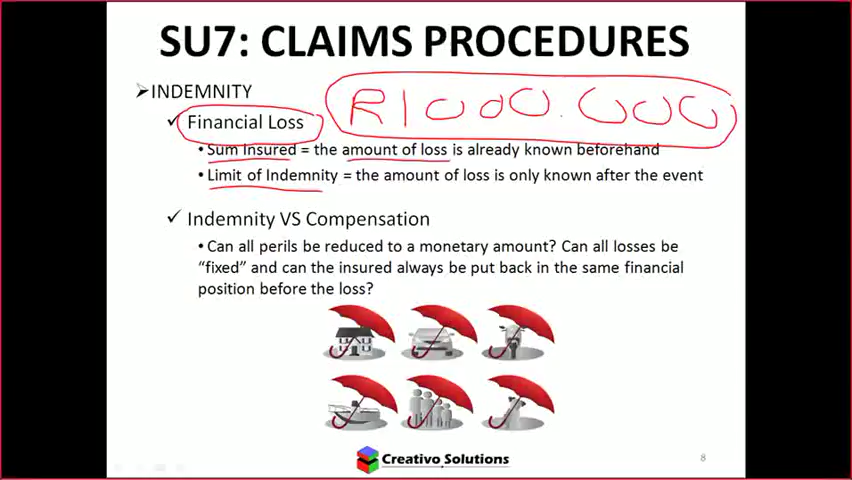 SU7: CLAIMS PROCEDURES
➢INDEMNITY
R1000.000
✓ Financial Loss
•Sum Insured = the amount of loss is already known beforehand
•Limit of Indemnity = the amount of loss is only known after the event
✓ Indemnity VS Compensation
•Can all perils be reduced to a monetary amount? Can all losses be
“fixed” and can the insured always be put back in the same financial
position before the loss?
Creativo Solutions
8